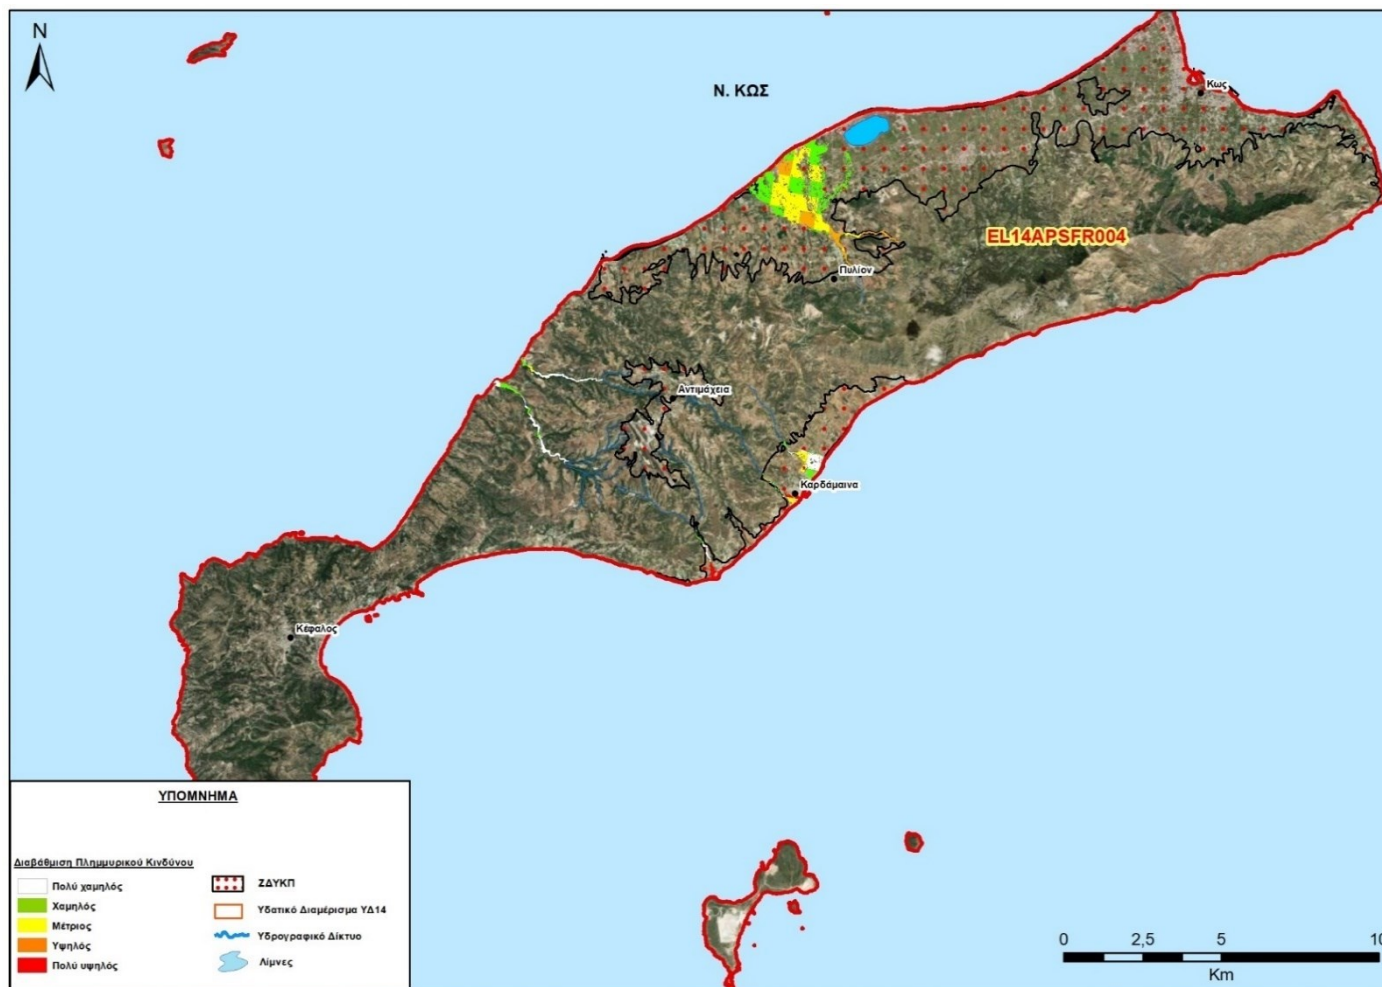 N
Ν. ΚΩΣ
Κως
EL14APSFR004
Πυλίον
Αντιμάχεια
Καρδάμαινα
Κέφαλος
ΥΠΟΜΝΗΜΑ
Διαβάθμιση Πλημμυρικού Κινδύνου
Πολύ χαμηλός
Χαμηλός
Μέτριος
Υψηλός
Πολύ υψηλός
ΖΔΥΚΠ
Υδατικό Διαμέρισμα ΥΔ14
Υδρογραφικό Δίκτυο
Λίμνες
0 2,5 5 10
Km